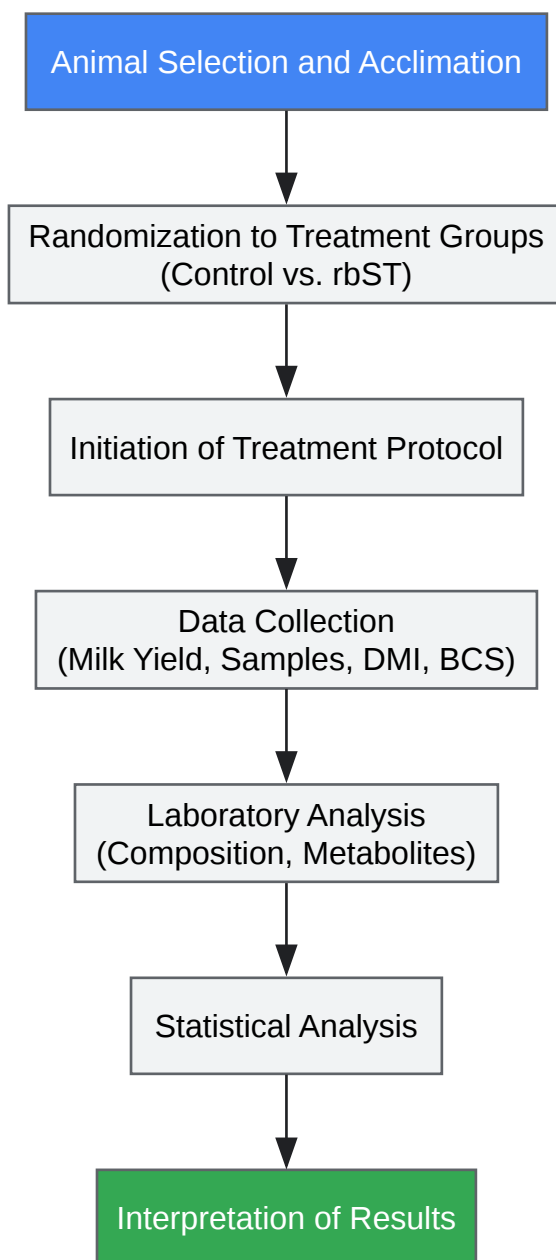 Animal Selection and Acclimation
Randomization to Treatment Groups
(Control vs. rbST)
Initiation of Treatment Protocol
Data Collection
(Milk Yield, Samples, DMI, BCS)
Laboratory Analysis
(Composition, Metabolites)
Statistical Analysis
Interpretation of Results